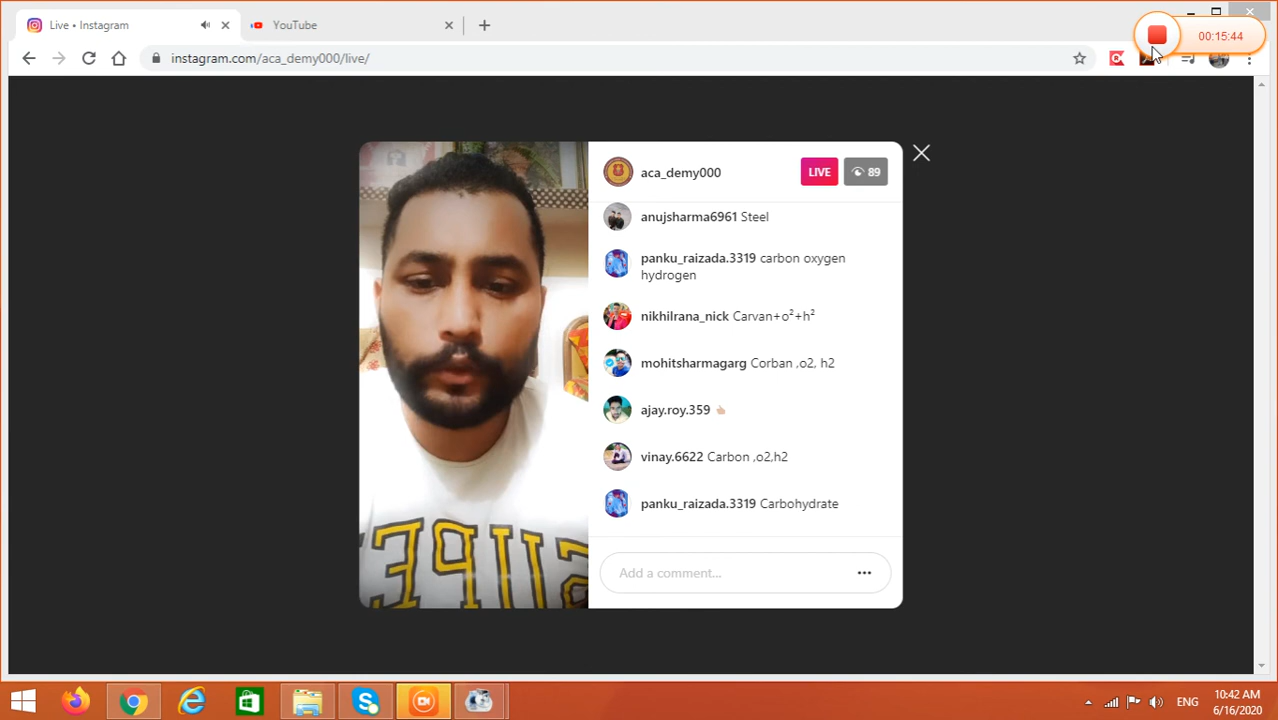 Live • Instagram
YouTube
00:15:44
instagram.com/aca_demy000/live/
aca_demy000
LIVE
89
anujsharma6961 Steel
panku_raizada.3319 carbon oxygen
hydrogen
nikhilrana_nick Carvan+o²+h²
mohitsharmagarg Corban ,o2, h2
ajay.roy.359
vinay.6622 Carbon ,o2,h2
panku_raizada.3319 Carbohydrate
Add a comment...
ENG
10:42 AM
6/16/2020